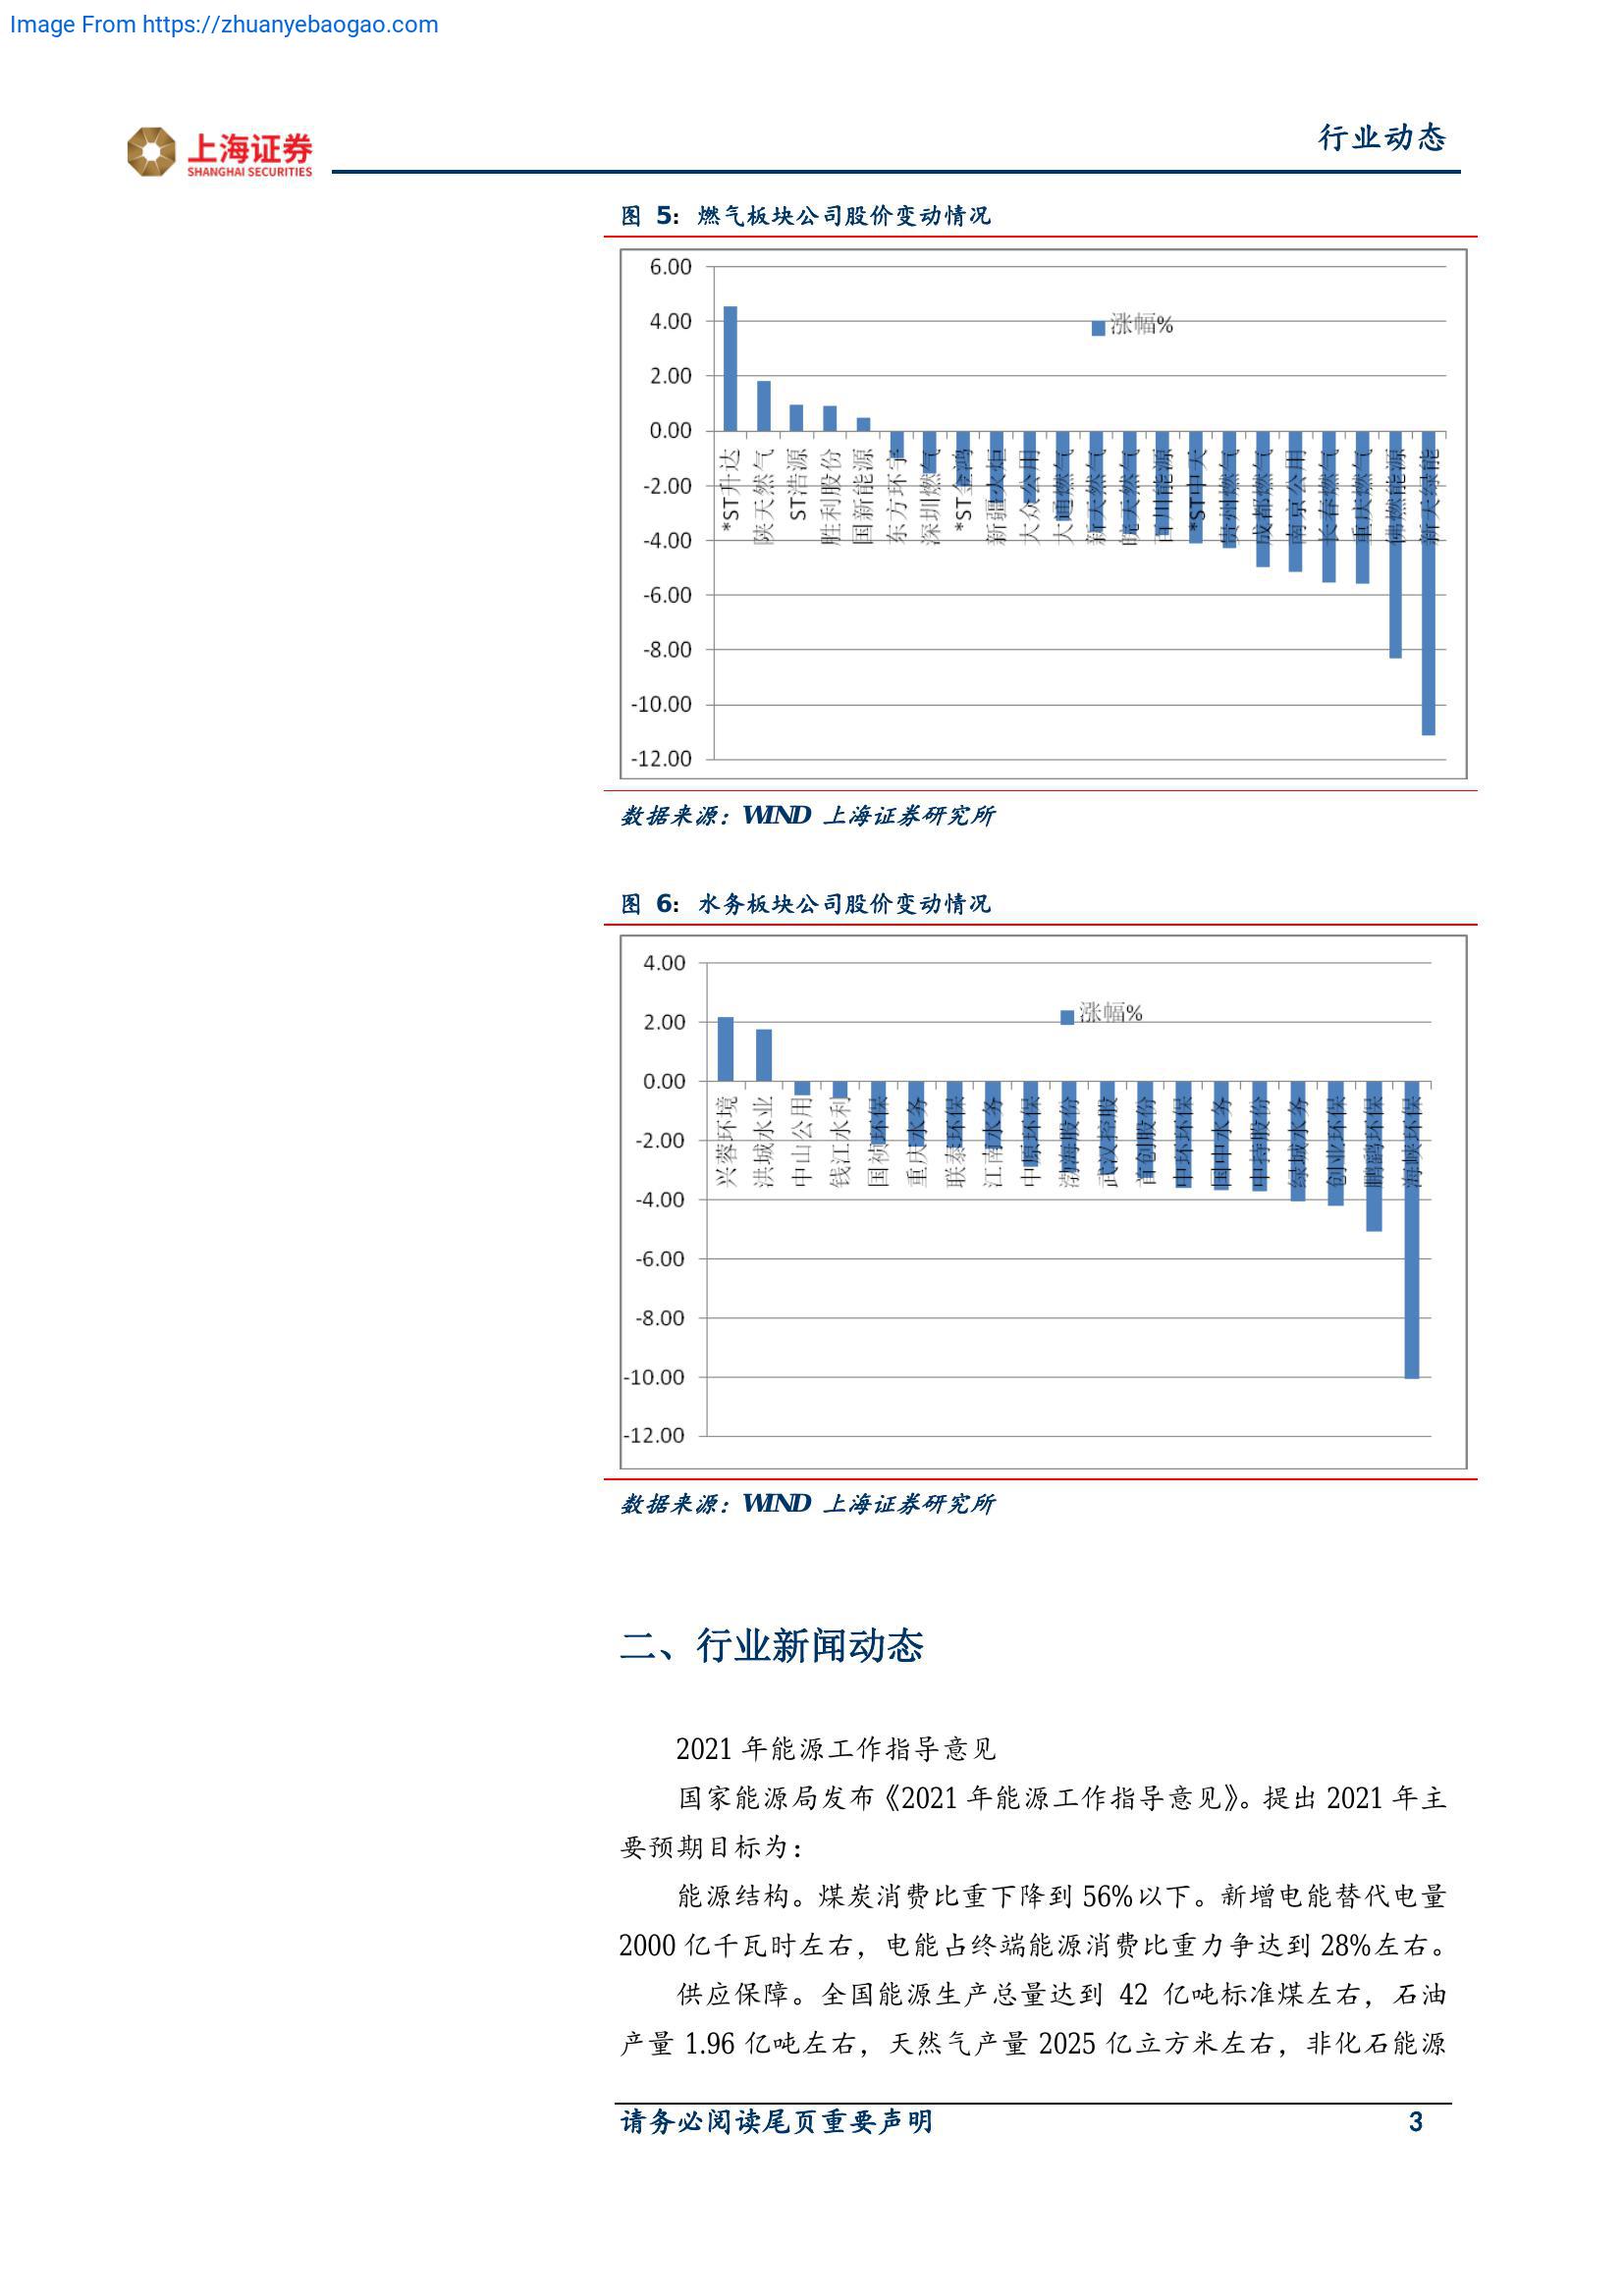 Image From https://zhuanyebaogao.com
上海证券
SHANGHAI SECURITIES
行业动态
图 5: 燃气板块公司股价变动情况
6.00
4.00
2.00
0.00
-2.00
-4.00
-6.00
-8.00
-10.00
-12.00
涨幅%
*ST升达
陕天然气
ST浩源
胜利股份
国新能源
东方环宇
深圳燃气
*ST金鸿
新疆火炬
大众公用
大通燃气
新天然气
皖天然气
百川能源
*ST中天
贵州燃气
成都燃气
南京公用
长春燃气
重庆燃气
佛燃能源
新天绿能
数据来源: WIND 上海证券研究所
图 6: 水务板块公司股价变动情况
4.00
2.00
0.00
-2.00
-4.00
-6.00
-8.00
-10.00
-12.00
涨幅%
兴蓉环境
洪城水业
中山公用
钱江水利
国祯环保
重庆水务
联泰环保
江南水务
中原环保
渤海股份
武汉控股
首创股份
中环环保
国中水务
中持股份
绿城水务
创业环保
鹏鹞环保
海峡环保
数据来源: WIND 上海证券研究所
二、行业新闻动态
2021 年能源工作指导意见
国家能源局发布《2021 年能源工作指导意见》。提出 2021 年主
要预期目标为:
能源结构。煤炭消费比重下降到 56%以下。新增电能替代电量
2000 亿千瓦时左右，电能占终端能源消费比重力争达到 28%左右。
供应保障。全国能源生产总量达到 42 亿吨标准煤左右，石油
产量 1.96 亿吨左右，天然气产量 2025 亿立方米左右，非化石能源
请务必阅读尾页重要声明
3